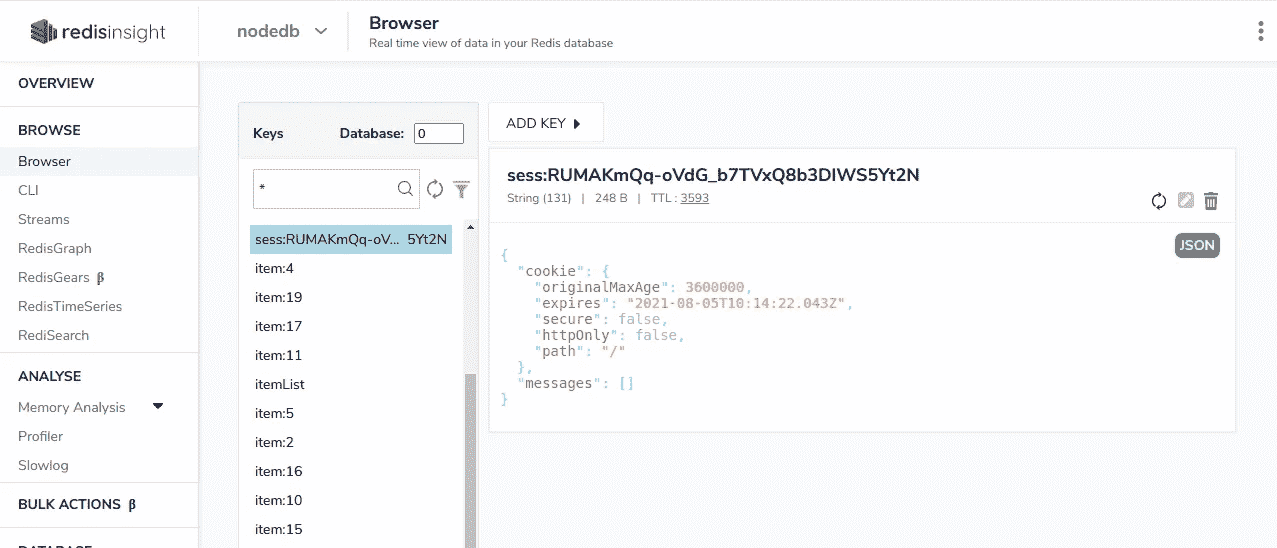 redisinsight
nodedb
Browser
Real time view of data in your Redis database
OVERVIEW
BROWSE
Browser
CLI
Streams
RedisGraph
RedisGears β
RedisTimeSeries
RediSearch
ANALYSE
Memory Analysis
Profiler
Slowlog
BULK ACTIONS β
DATABASE
Keys Database: 0
*
sess:RUMAKmQq-oV... 5Yt2N
item:4
item:19
item:17
item:11
itemList
item:5
item:2
item:16
item:10
item:15
ADD KEY
sess:RUMAKmQq-oVdG_b7TVxQ8b3DIWS5Yt2N
String (131) | 248 B | TTL : 3593
JSON
{
"cookie": {
"originalMaxAge": 3600000,
"expires": "2021-08-05T10:14:22.043Z",
"secure": false,
"httpOnly": false,
"path": "/"
},
"messages": []
}